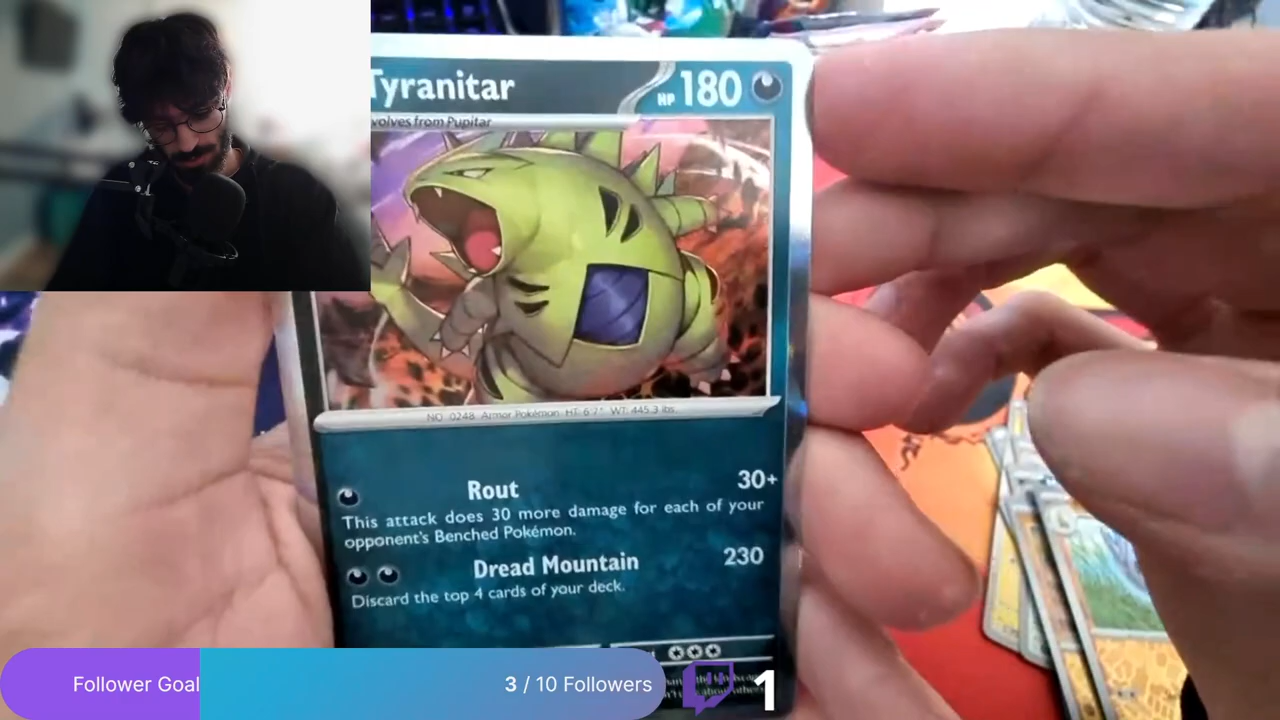 Tyranitar
HP 180
volves from Pupitar
NO. 0248 Armor Pokémon HT: 6'7" WT: 445.3 lbs.
Rout 30+
This attack does 30 more damage for each of your
opponent's Benched Pokémon.
Dread Mountain 230
Discard the top 4 cards of your deck.
Follower Goal 3 / 10 Followers
1